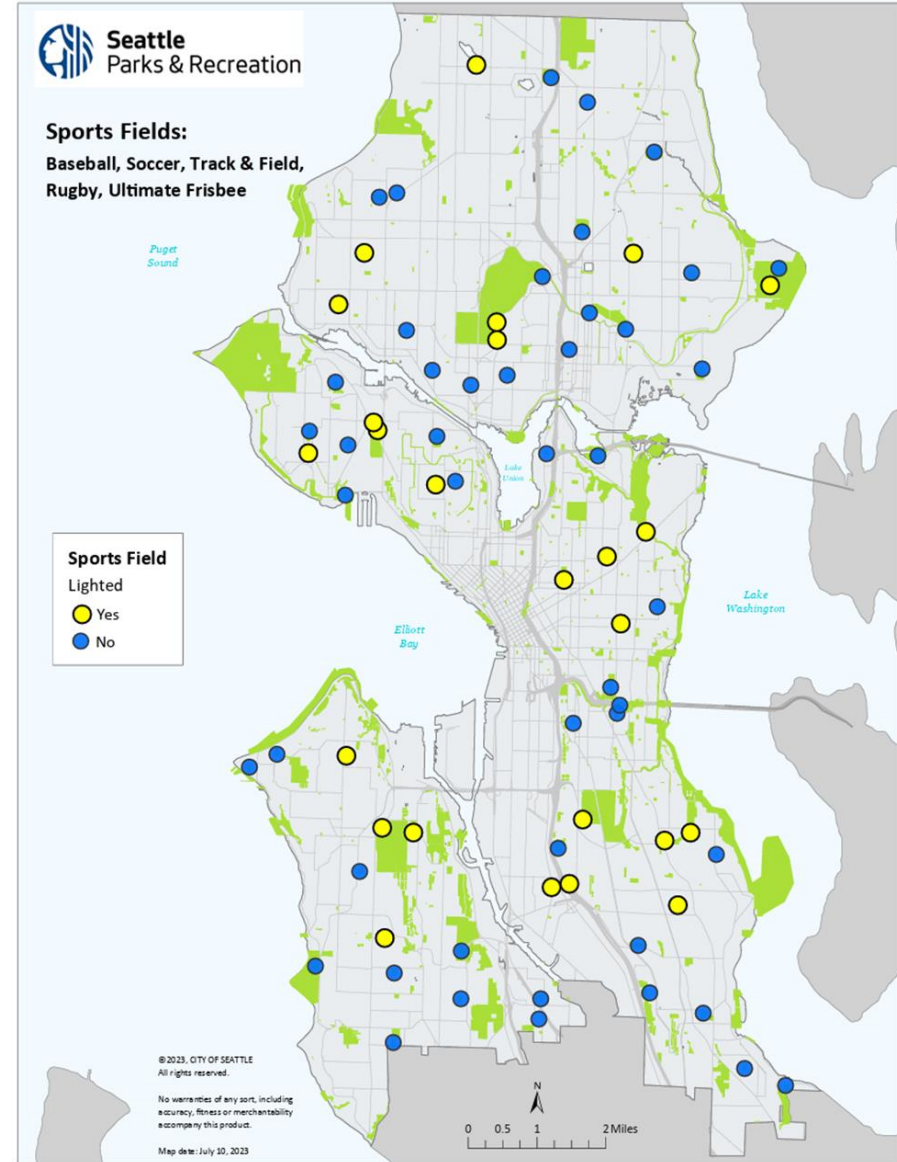 Seattle
Parks & Recreation
Sports Fields:
Baseball, Soccer, Track & Field,
Rugby, Ultimate Frisbee
Puget
Sound
Lake
Union
Sports Field
Lighted
Yes
No
Lake
Washington
Elliott
Bay
©2023, CITY OF SEATTLE
All rights reserved.
No warranties of any sort, including
accuracy, fitness or merchantability
accompany this product.
Map date: July 10, 2023
N
0 0.5 1 2 Miles